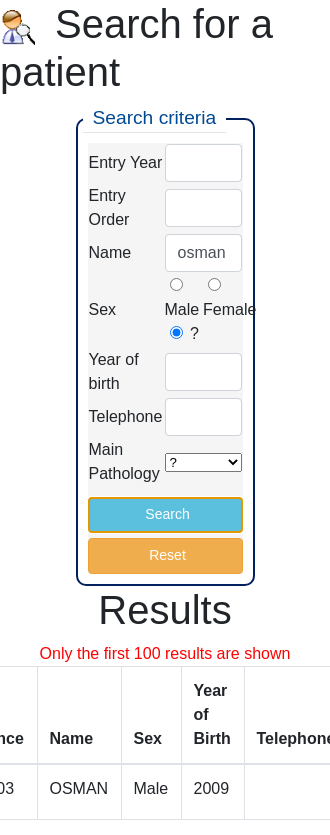 Search for a
patient
Search criteria
Entry Year
Entry
Order
Name osman
Sex Male Female
?
Year of
birth
Telephone
Main
Pathology ?
Search
Reset
Results
Only the first 100 results are shown
nce Name Sex Year of Birth Telephone
03 OSMAN Male 2009